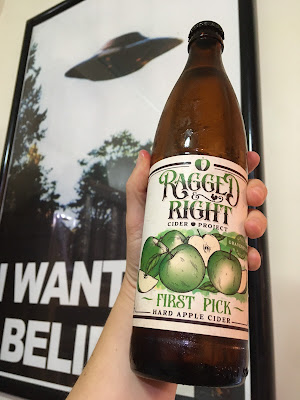 I WANT
BELIE
RAGGED
&
RIGHT
CIDER PROJECT
FIRST PICK
HARD APPLE CIDER